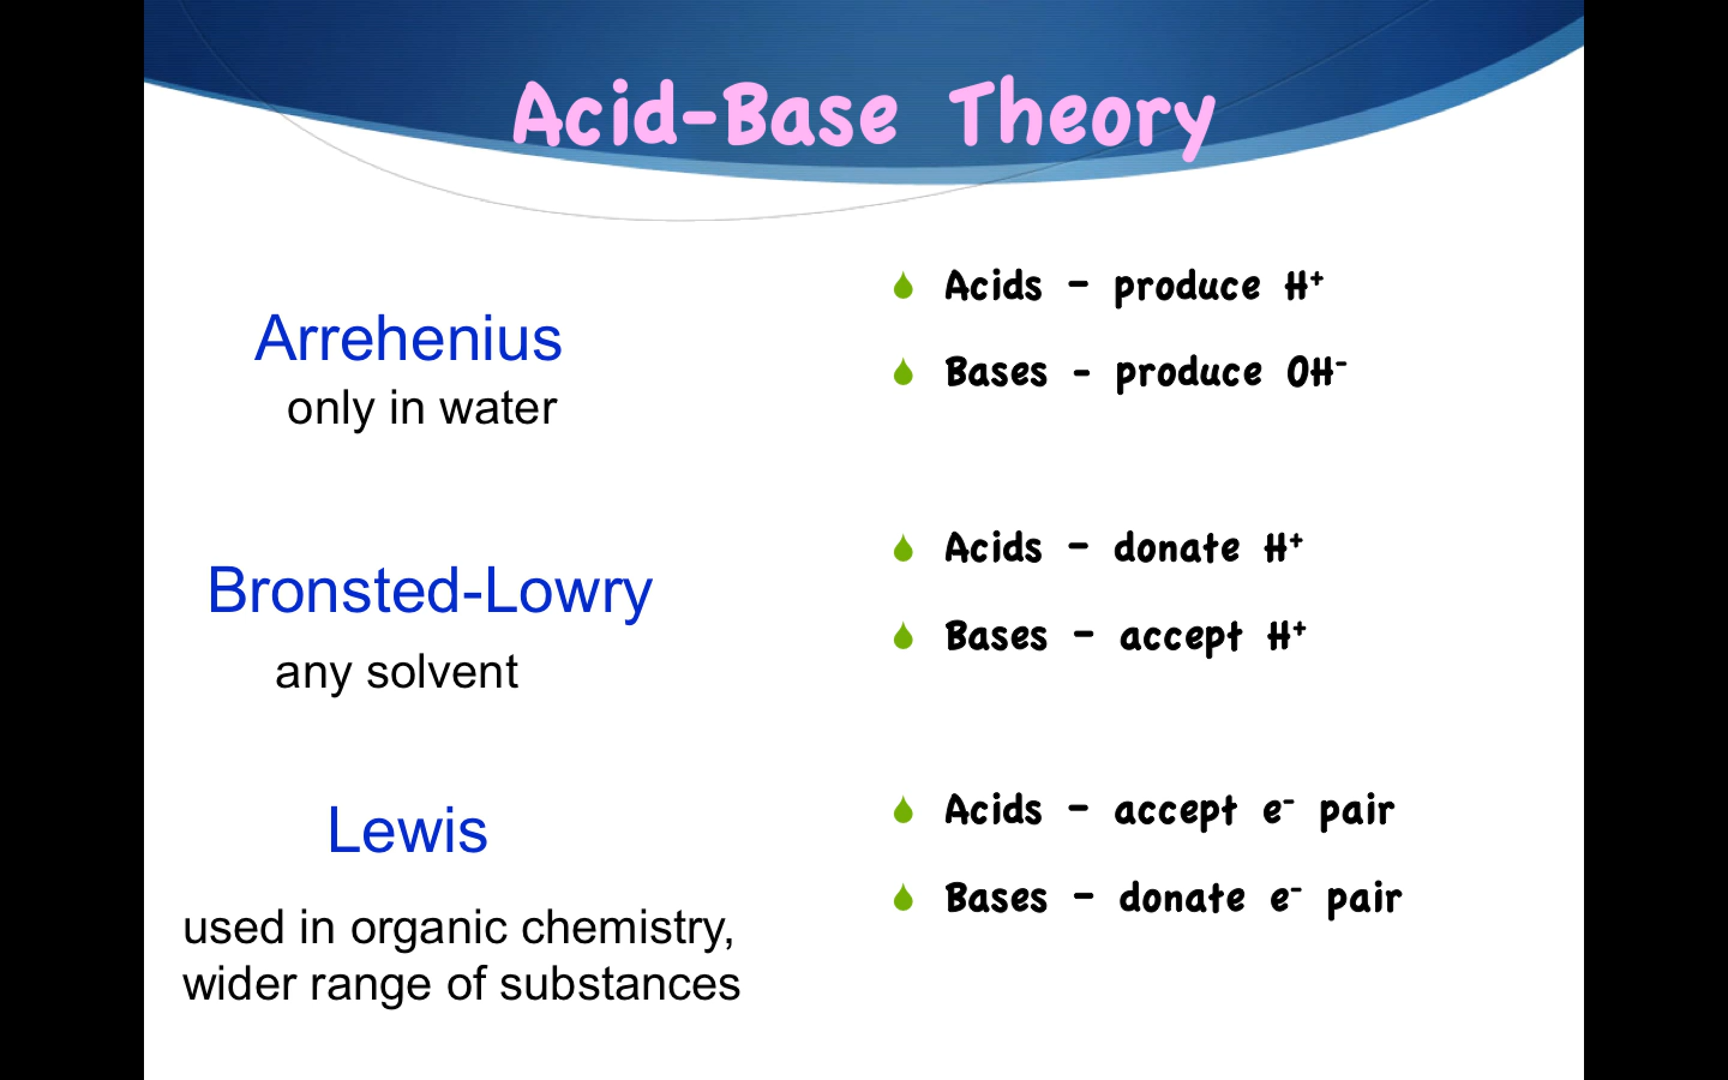 Acid-Base Theory
Arrehenius
only in water
Acids – produce H⁺
Bases - produce OH⁻
Bronsted-Lowry
any solvent
Acids – donate H⁺
Bases – accept H⁺
Lewis
used in organic chemistry,
wider range of substances
Acids – accept e⁻ pair
Bases – donate e⁻ pair